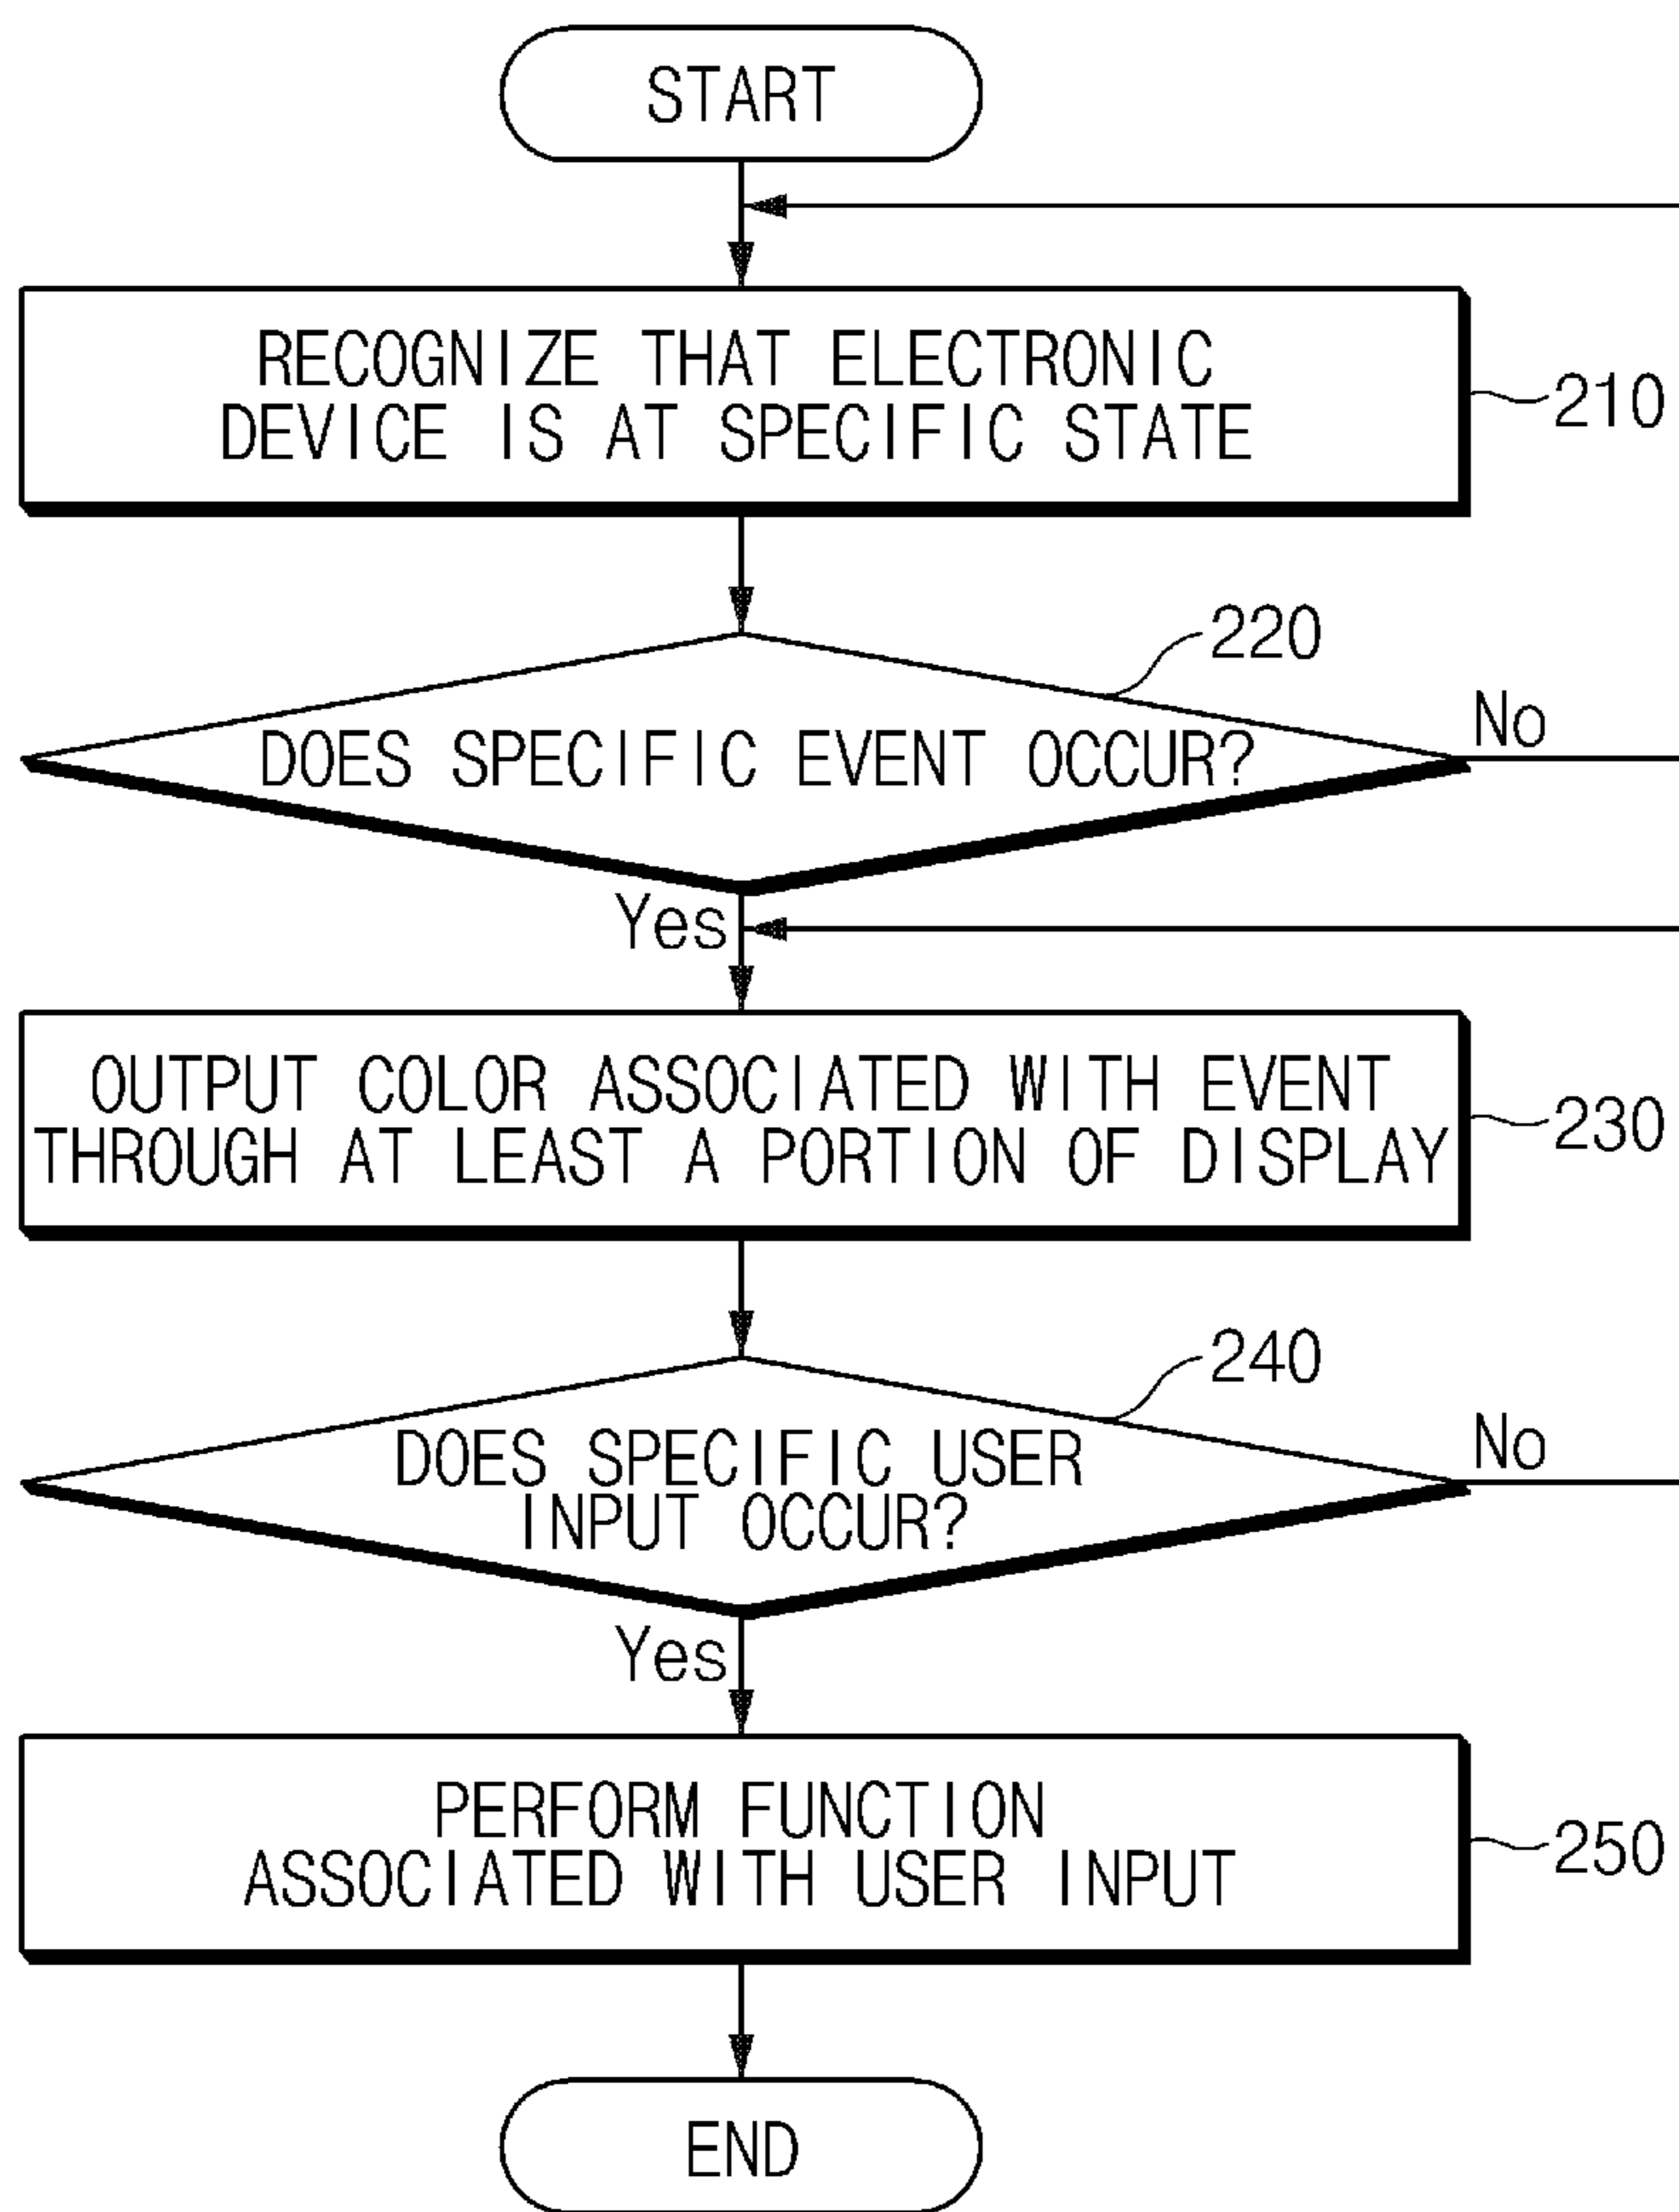 START
RECOGNIZE THAT ELECTRONIC
DEVICE IS AT SPECIFIC STATE
210
220
DOES SPECIFIC EVENT OCCUR?
No
Yes
OUTPUT COLOR ASSOCIATED WITH EVENT
THROUGH AT LEAST A PORTION OF DISPLAY
230
240
DOES SPECIFIC USER
INPUT OCCUR?
No
Yes
PERFORM FUNCTION
ASSOCIATED WITH USER INPUT
250
END